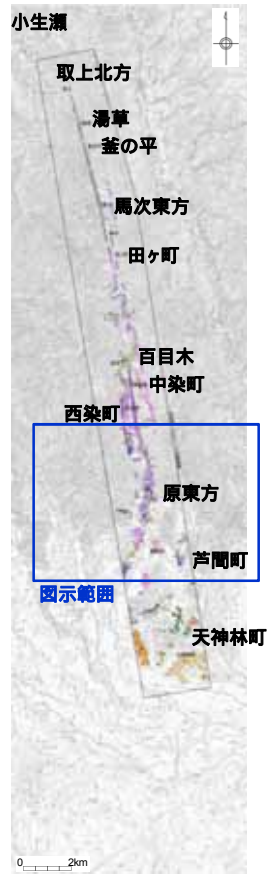 小生瀬
取上北方
湯草
釜の平
馬次東方
田ヶ町
百目木
中染町
西染町
原東方
芦間町
図示範囲
天神林町
0 2km